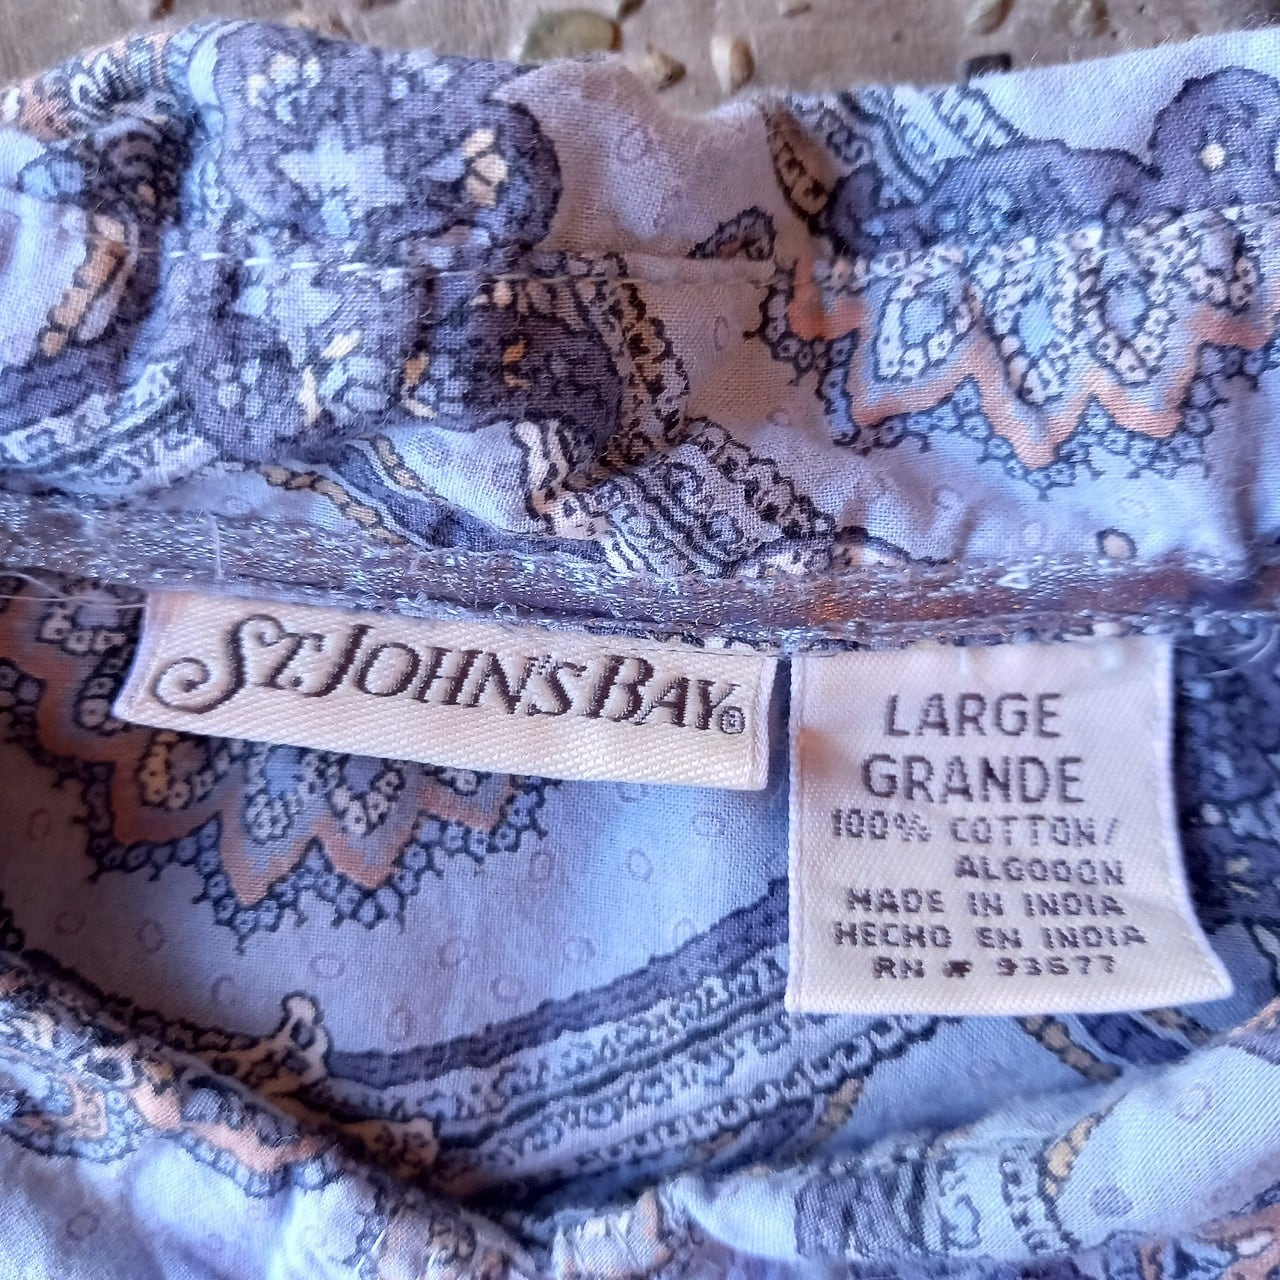 ST. JOHN'S BAY®
LARGE
GRANDE
100% COTTON/
ALGODON
MADE IN INDIA
HECHO EN INDIA
RN # 93677